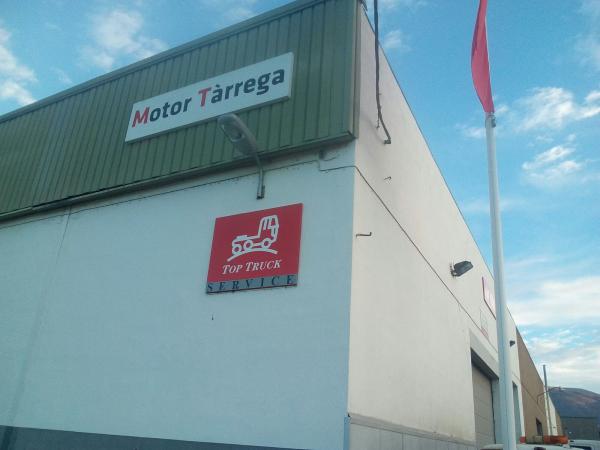 Motor Tàrrega
TOP TRUCK
SERVICE